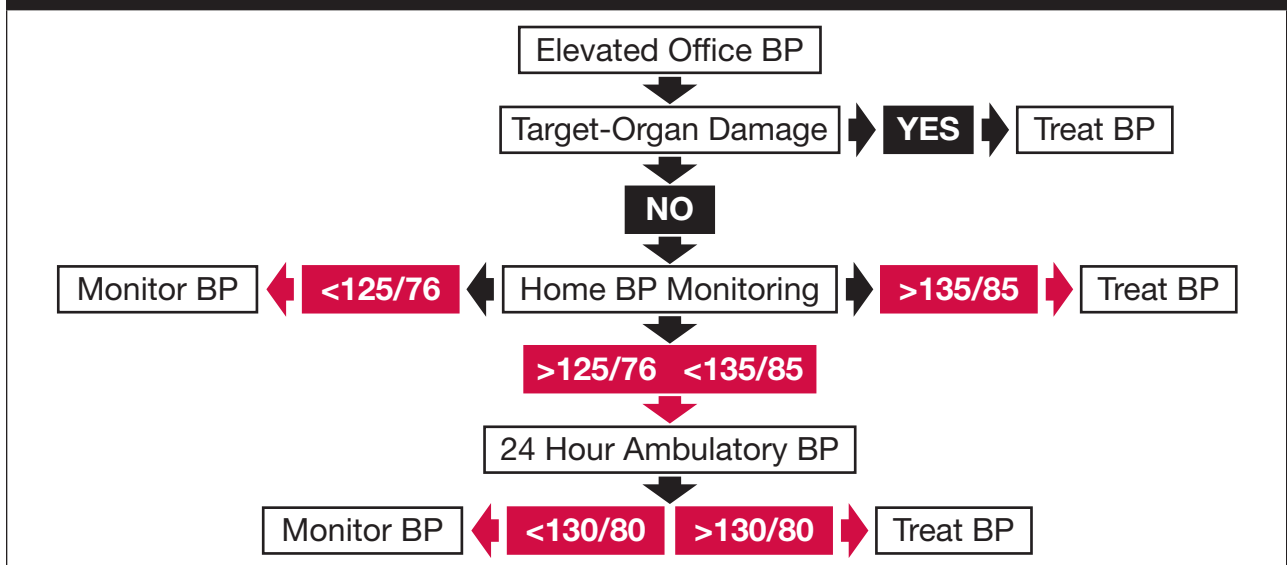 Elevated Office BP
Target-Organ Damage YES Treat BP
NO
Monitor BP <125/76 Home BP Monitoring >135/85 Treat BP
>125/76 <135/85
24 Hour Ambulatory BP
Monitor BP <130/80 >130/80 Treat BP